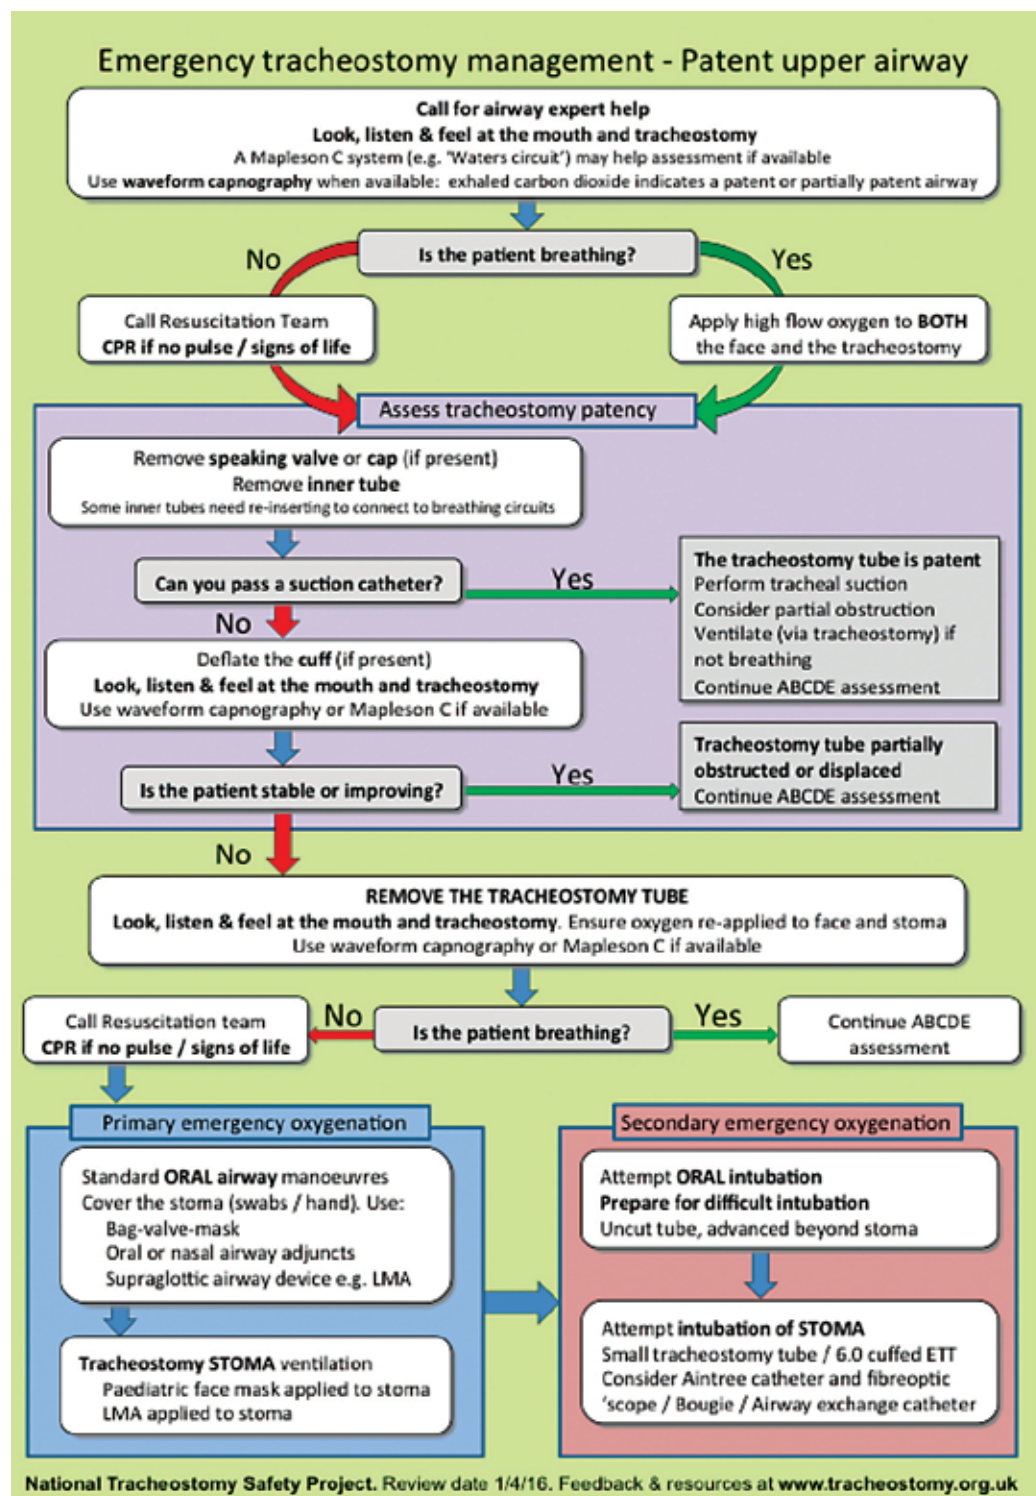 Emergency tracheostomy management - Patent upper airway
Call for airway expert help
Look, listen & feel at the mouth and tracheostomy
A Mapleson C system (e.g. 'Waters circuit') may help assessment if available
Use waveform capnography when available: exhaled carbon dioxide indicates a patent or partially patent airway
Is the patient breathing?
No
Yes
Call Resuscitation Team
CPR if no pulse / signs of life
Apply high flow oxygen to BOTH
the face and the tracheostomy
Assess tracheostomy patency
Remove speaking valve or cap (if present)
Remove inner tube
Some inner tubes need re-inserting to connect to breathing circuits
Can you pass a suction catheter?
Yes
The tracheostomy tube is patent
Perform tracheal suction
Consider partial obstruction
Ventilate (via tracheostomy) if
not breathing
Continue ABCDE assessment
No
Deflate the cuff (if present)
Look, listen & feel at the mouth and tracheostomy
Use waveform capnography or Mapleson C if available
Is the patient stable or improving?
Yes
Tracheostomy tube partially
obstructed or displaced
Continue ABCDE assessment
No
REMOVE THE TRACHEOSTOMY TUBE
Look, listen & feel at the mouth and tracheostomy. Ensure oxygen re-applied to face and stoma
Use waveform capnography or Mapleson C if available
Call Resuscitation team
CPR if no pulse / signs of life
No
Is the patient breathing?
Yes
Continue ABCDE
assessment
Primary emergency oxygenation
Standard ORAL airway manoeuvres
Cover the stoma (swabs / hand). Use:
Bag-valve-mask
Oral or nasal airway adjuncts
Supraglottic airway device e.g. LMA
Tracheostomy STOMA ventilation
Paediatric face mask applied to stoma
LMA applied to stoma
Secondary emergency oxygenation
Attempt ORAL intubation
Prepare for difficult intubation
Uncut tube, advanced beyond stoma
Attempt intubation of STOMA
Small tracheostomy tube / 6.0 cuffed ETT
Consider Aintree catheter and fibreoptic
'scope / Bougie / Airway exchange catheter
National Tracheostomy Safety Project. Review date 1/4/16. Feedback & resources at www.tracheostomy.org.uk